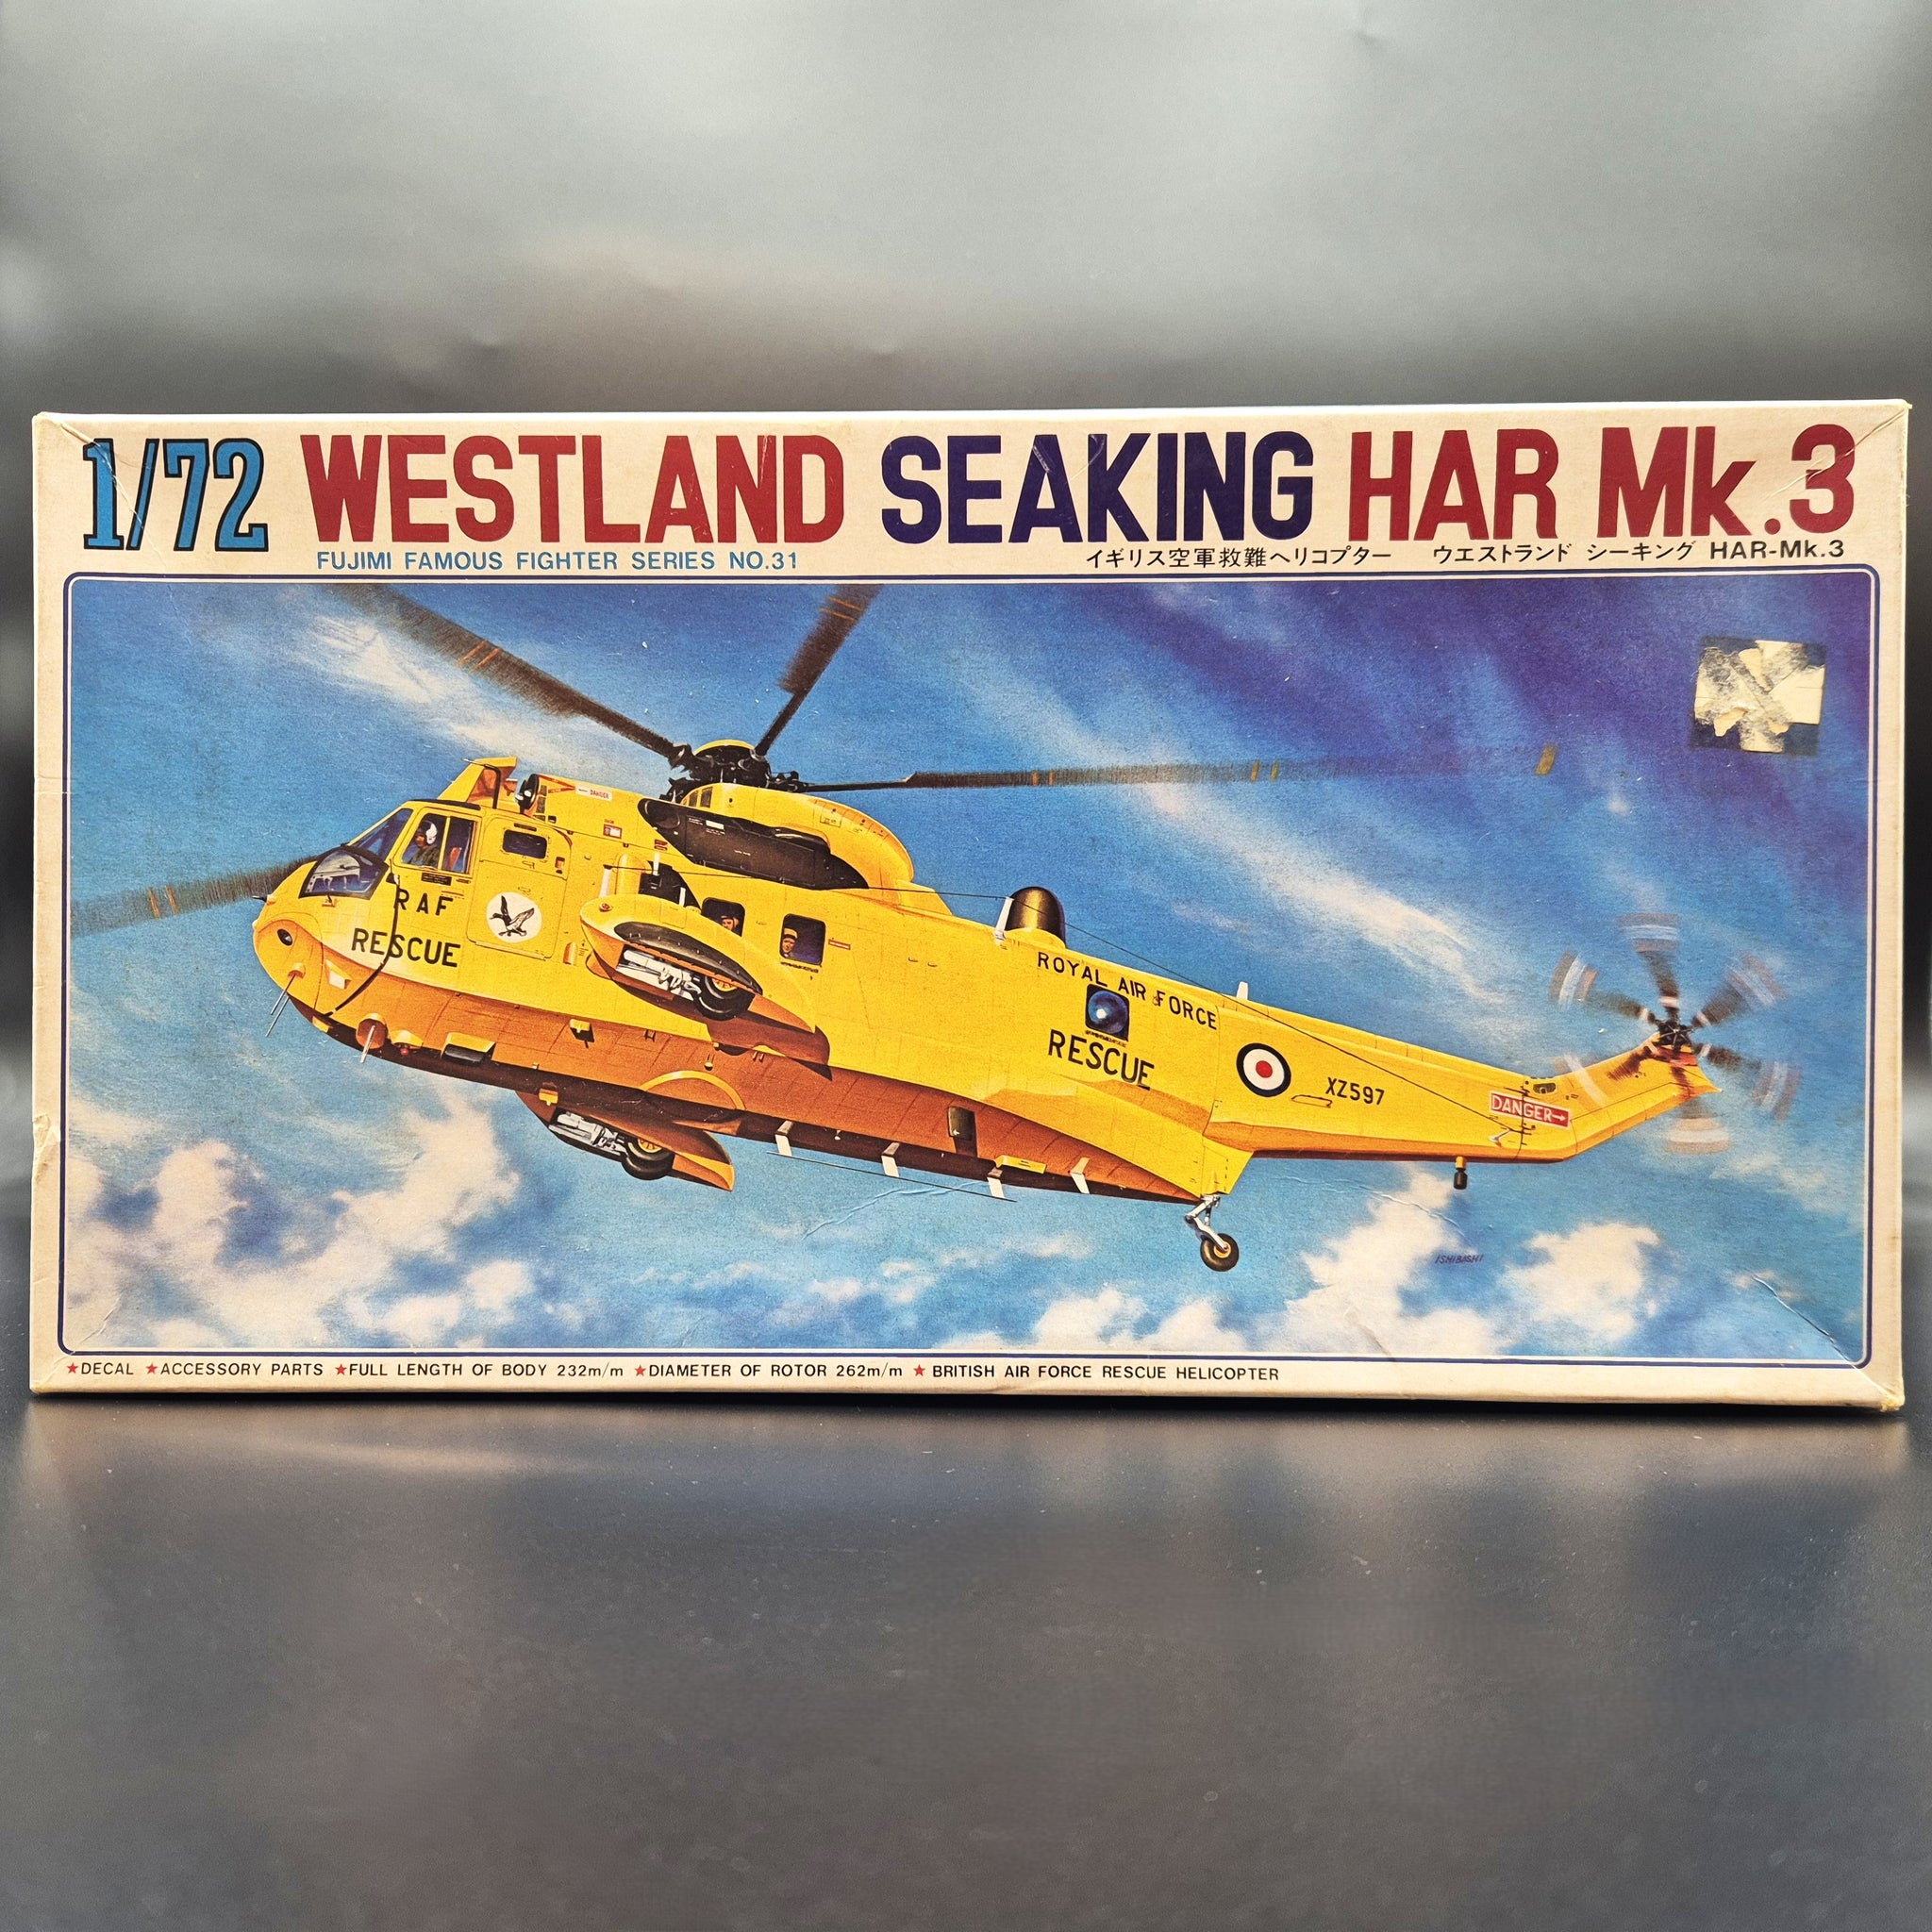 1/72 WESTLAND SEAKING HAR Mk.3
FUJIMI FAMOUS FIGHTER SERIES NO.31
イギリス空軍救難ヘリコプター ウエストランド シーキング HAR-Mk.3
DANGER
RAF
RESCUE
ROYAL AIR FORCE
RESCUE
XZ597
DANGER→
ISHIBASHI
★DECAL ★ACCESSORY PARTS ★FULL LENGTH OF BODY 232m/m ★DIAMETER OF ROTOR 262m/m ★BRITISH AIR FORCE RESCUE HELICOPTER